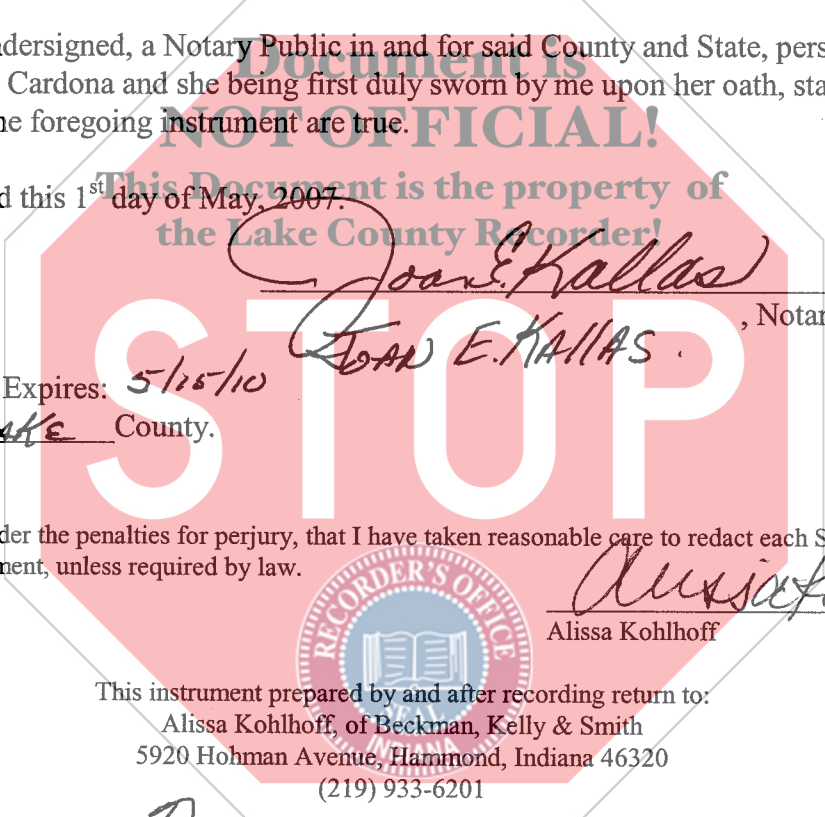 ndersigned, a Notary Public in and for said County and State, pers
Document is
Cardona and she being first duly sworn by me upon her oath, sta
NOT OFFICIAL!
ne foregoing instrument are true.
This Document is the property of
d this 1st day of May, 2007.
the Lake County Recorder!
Joan E. Kallas
, Notar
JOAN E. KALLAS.
STOP
Expires: 5/15/10
ake County.
der the penalties for perjury, that I have taken reasonable care to redact each S
ment, unless required by law.
Alissa K
Alissa Kohlhoff
RECORDER'S OFFICE
SEAL
INDIANA
This instrument prepared by and after recording return to:
Alissa Kohlhoff, of Beckman, Kelly & Smith
5920 Hohman Avenue, Hammond, Indiana 46320
(219) 933-6201